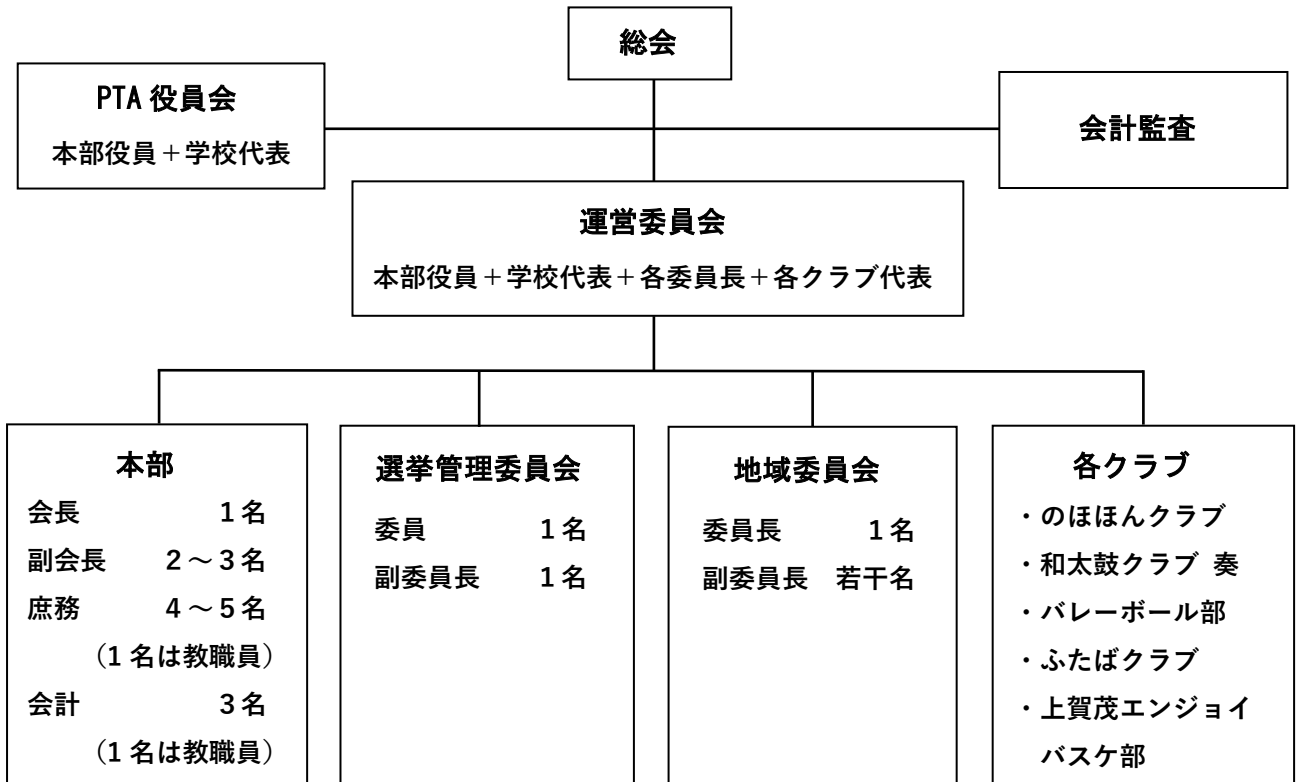 総会
PTA 役員会
本部役員＋学校代表
会計監査
運営委員会
本部役員＋学校代表＋各委員長＋各クラブ代表
本部
会長 1名
副会長 2～3名
庶務 4～5名
（1名は教職員）
会計 3名
（1名は教職員）
選挙管理委員会
委員 1名
副委員長 1名
地域委員会
委員長 1名
副委員長 若干名
各クラブ
・のほほんクラブ
・和太鼓クラブ 奏
・バレーボール部
・ふたばクラブ
・上賀茂エンジョイ
バスケ部